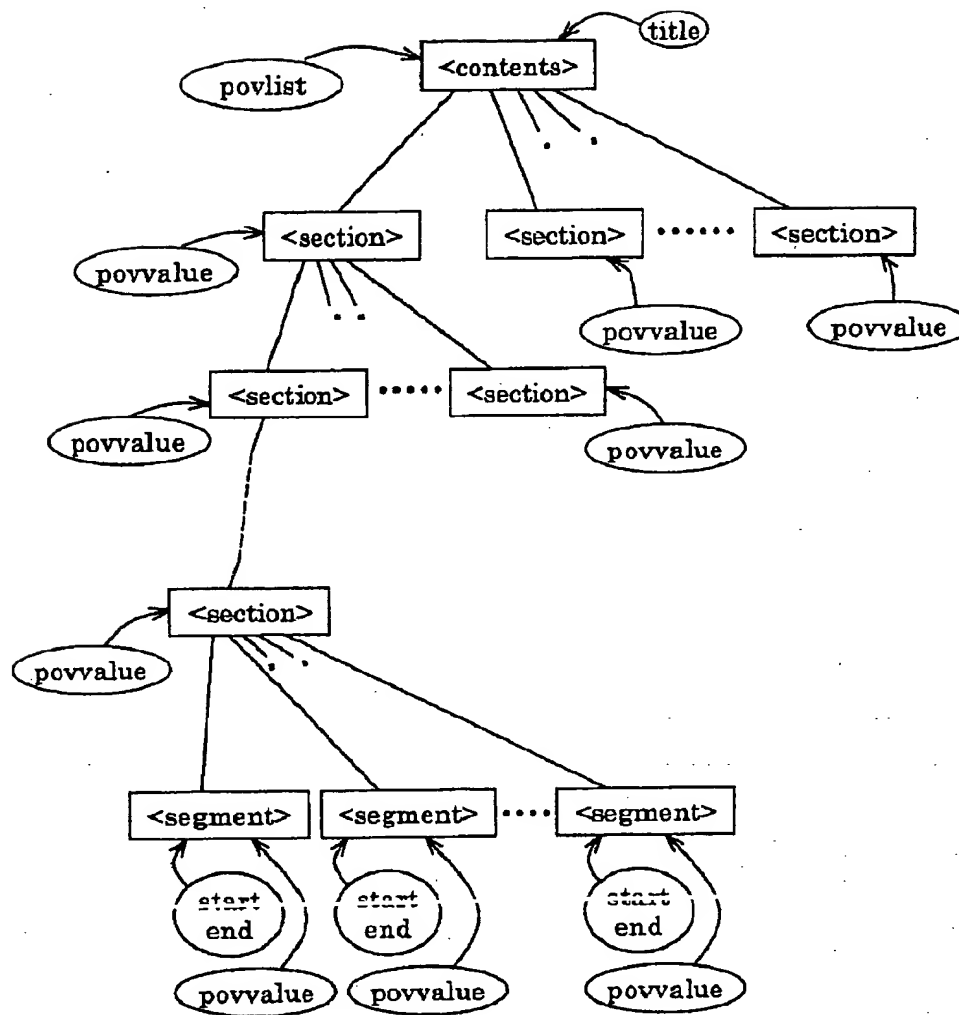 title
<contents>
povlist
<section> <section> <section>
povvalue
povvalue povvalue
<section> <section>
povvalue povvalue
<section>
povvalue
<segment> <segment> <segment>
start start start
end end end
povvalue povvalue povvalue